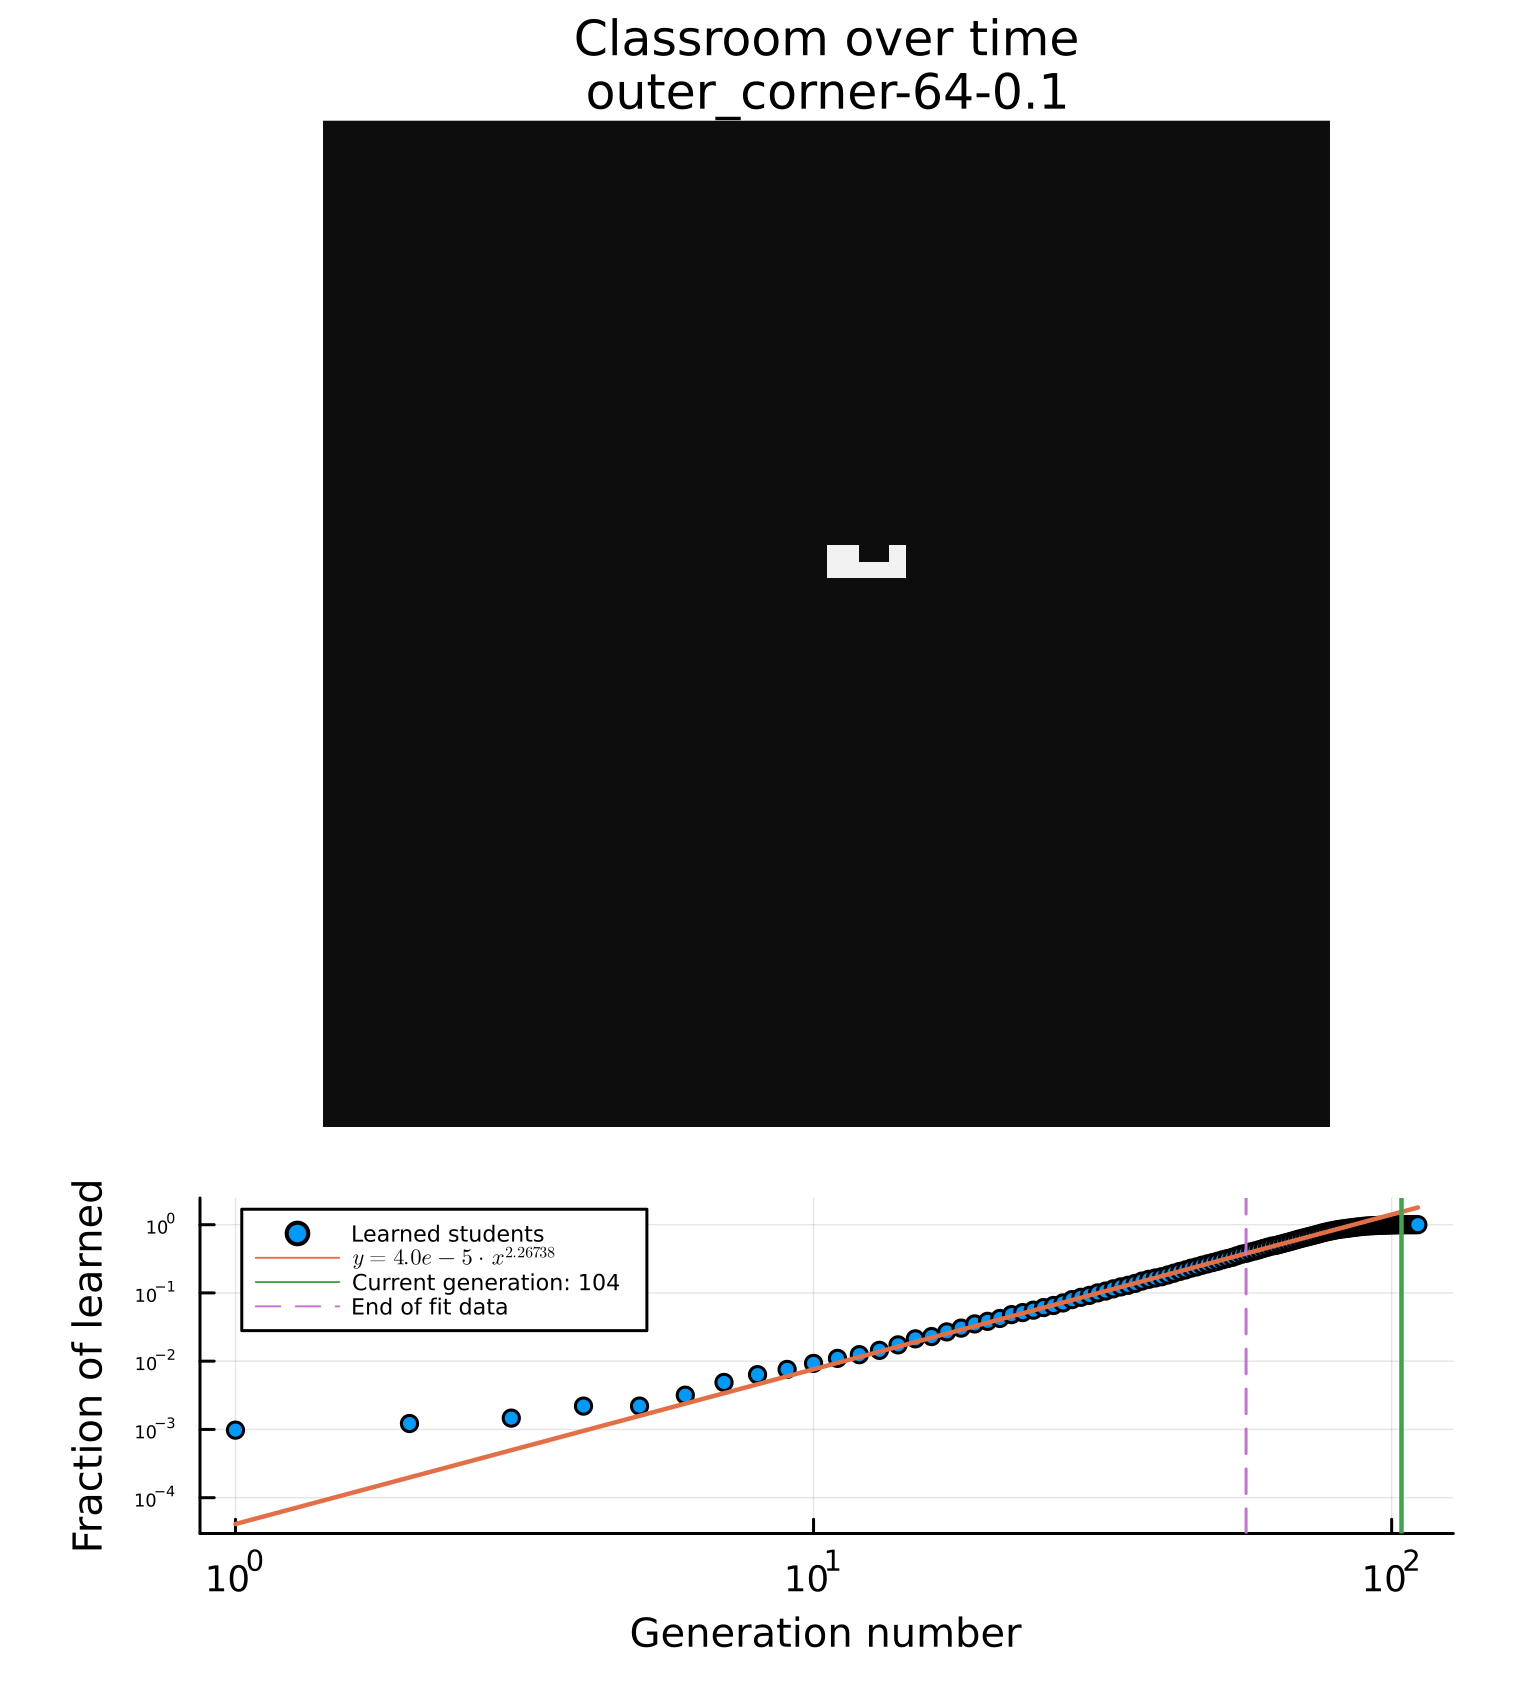 Classroom over time
outer_corner-64-0.1
Fraction of learned
10^0
10^−1
10^−2
10^−3
10^−4
Learned students
y = 4.0e − 5 · x^2.26738
Current generation: 104
End of fit data
10^0
10^1
10^2
Generation number